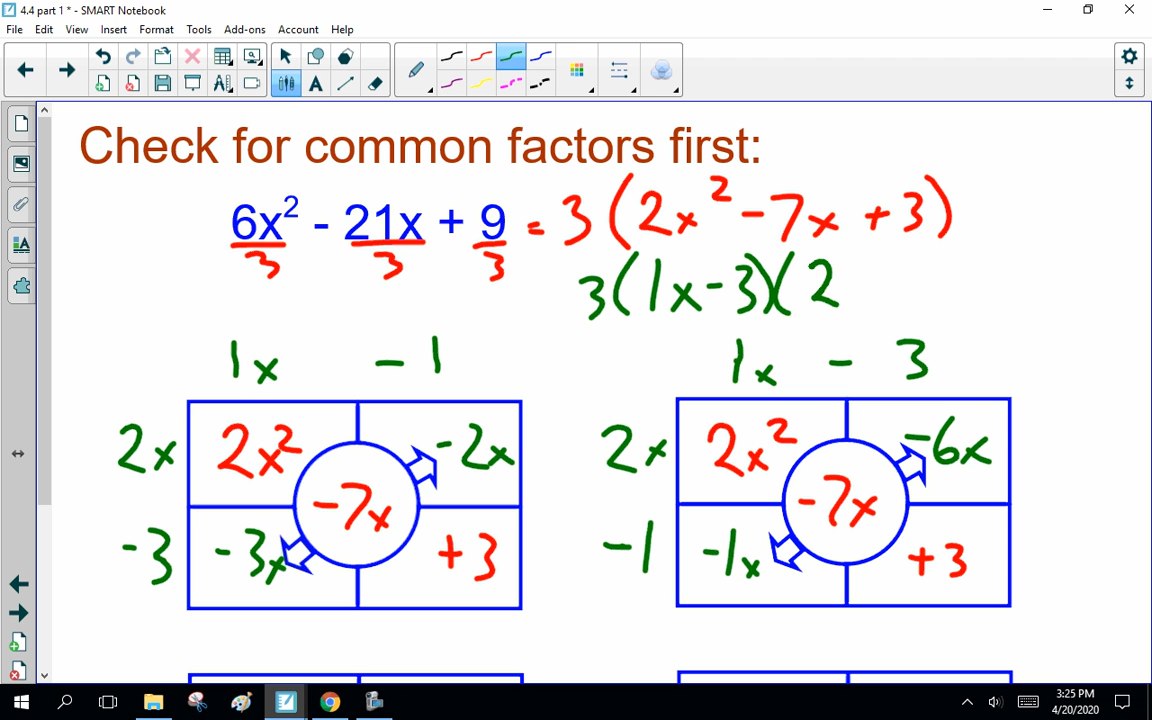 4.4 part 1 * - SMART Notebook
File Edit View Insert Format Tools Add-ons Account Help
Check for common factors first:
6x² - 21x + 9 = 3(2x² - 7x + 3)
3 3 3
3(1x - 3)(2
1x - 1
1x - 3
2x 2x² -2x
-7x
-3 -3x +3
2x 2x² -6x
-7x
-1 -1x +3
3:25 PM
4/20/2020